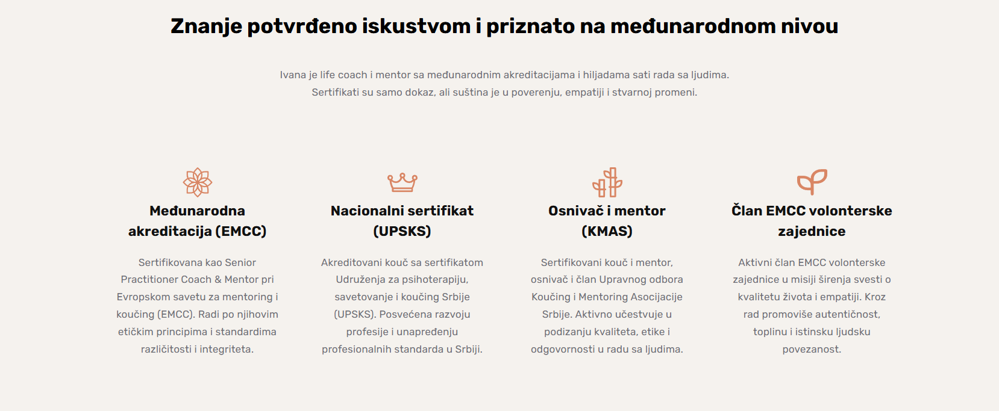 Znanje potvrđeno iskustvom i priznato na međunarodnom nivou
Ivana je life coach i mentor sa međunarodnim akreditacijama i hiljadama sati rada sa ljudima.
Sertifikati su samo dokaz, ali suština je u poverenju, empatiji i stvarnoj promeni.
Međunarodna
akreditacija (EMCC)
Sertifikovana kao Senior
Practitioner Coach & Mentor pri
Evropskom savetu za mentoring i
koučing (EMCC). Radi po njihovim
etičkim principima i standardima
različitosti i integriteta.
Nacionalni sertifikat
(UPSKS)
Akreditovani kouč sa sertifikatom
Udruženja za psihoterapiju,
savetovanje i koučing Srbije
(UPSKS). Posvećena razvoju
profesije i unapređenju
profesionalnih standarda u Srbiji.
Osnivač i mentor
(KMAS)
Sertifikovani kouč i mentor,
osnivač i član Upravnog odbora
Koučing i Mentoring Asocijacije
Srbije. Aktivno učestvuje u
podizanju kvaliteta, etike i
odgovornosti u radu sa ljudima.
Član EMCC volonterske
zajednice
Aktivni član EMCC volonterske
zajednice u misiji širenja svesti o
kvalitetu života i empatiji. Kroz
rad promoviše autentičnost,
toplinu i istinsku ljudsku
povezanost.